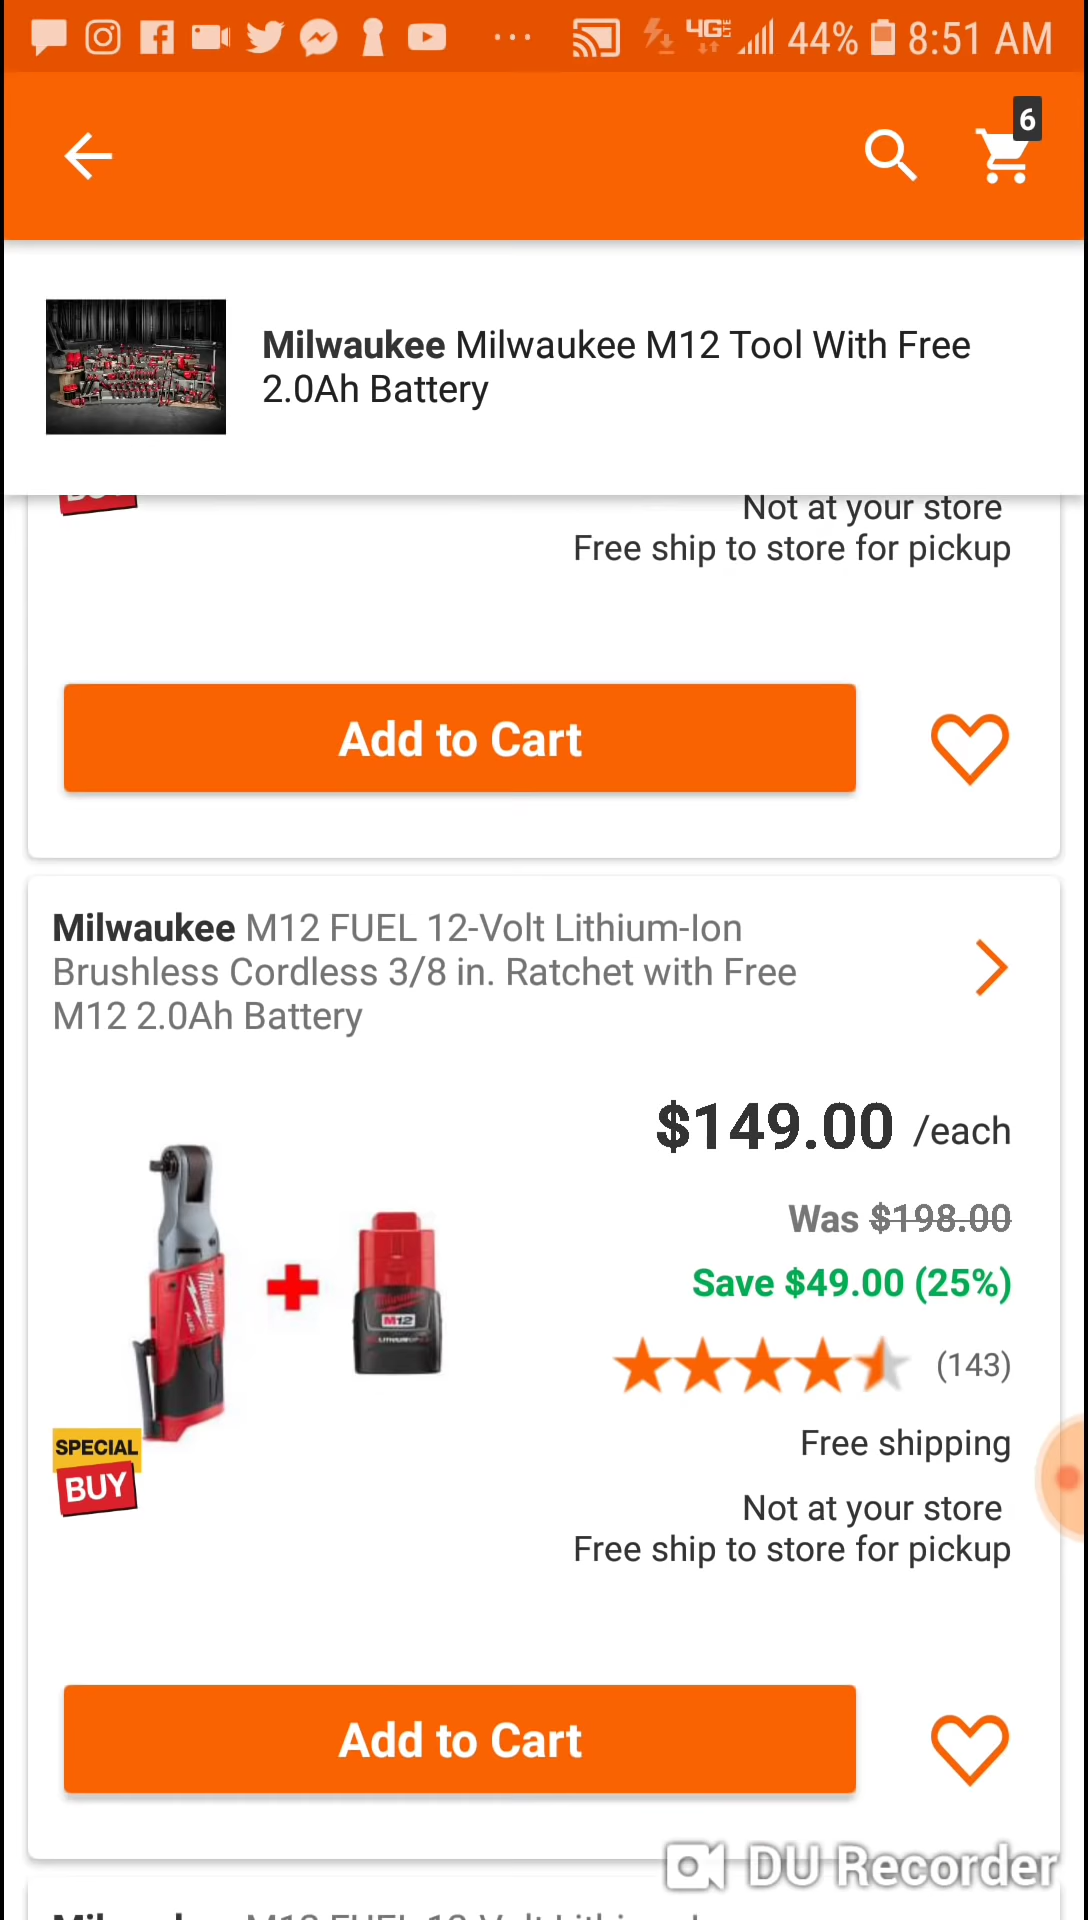 44% 8:51 AM
6
Milwaukee Milwaukee M12 Tool With Free
2.0Ah Battery
Not at your store
Free ship to store for pickup
Add to Cart
Milwaukee M12 FUEL 12-Volt Lithium-Ion
Brushless Cordless 3/8 in. Ratchet with Free
M12 2.0Ah Battery
$149.00 /each
Was $198.00
Save $49.00 (25%)
(143)
Milwaukee
FUEL
Milwaukee
M12
SPECIAL
BUY
Free shipping
Not at your store
Free ship to store for pickup
Add to Cart
DU Recorder